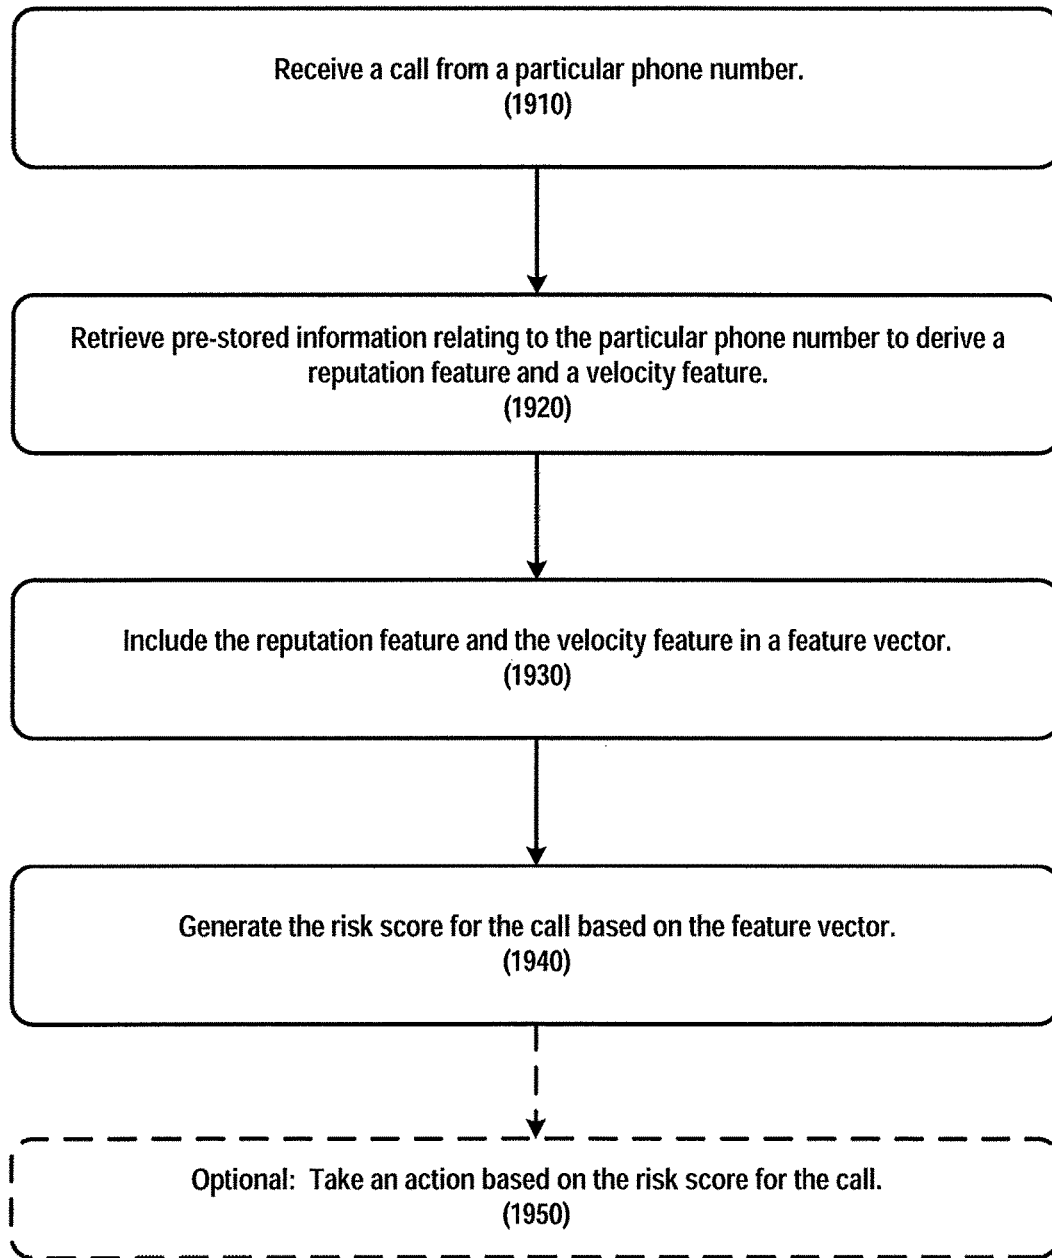 Receive a call from a particular phone number.
(1910)
Retrieve pre-stored information relating to the particular phone number to derive a
reputation feature and a velocity feature.
(1920)
Include the reputation feature and the velocity feature in a feature vector.
(1930)
Generate the risk score for the call based on the feature vector.
(1940)
Optional: Take an action based on the risk score for the call.
(1950)